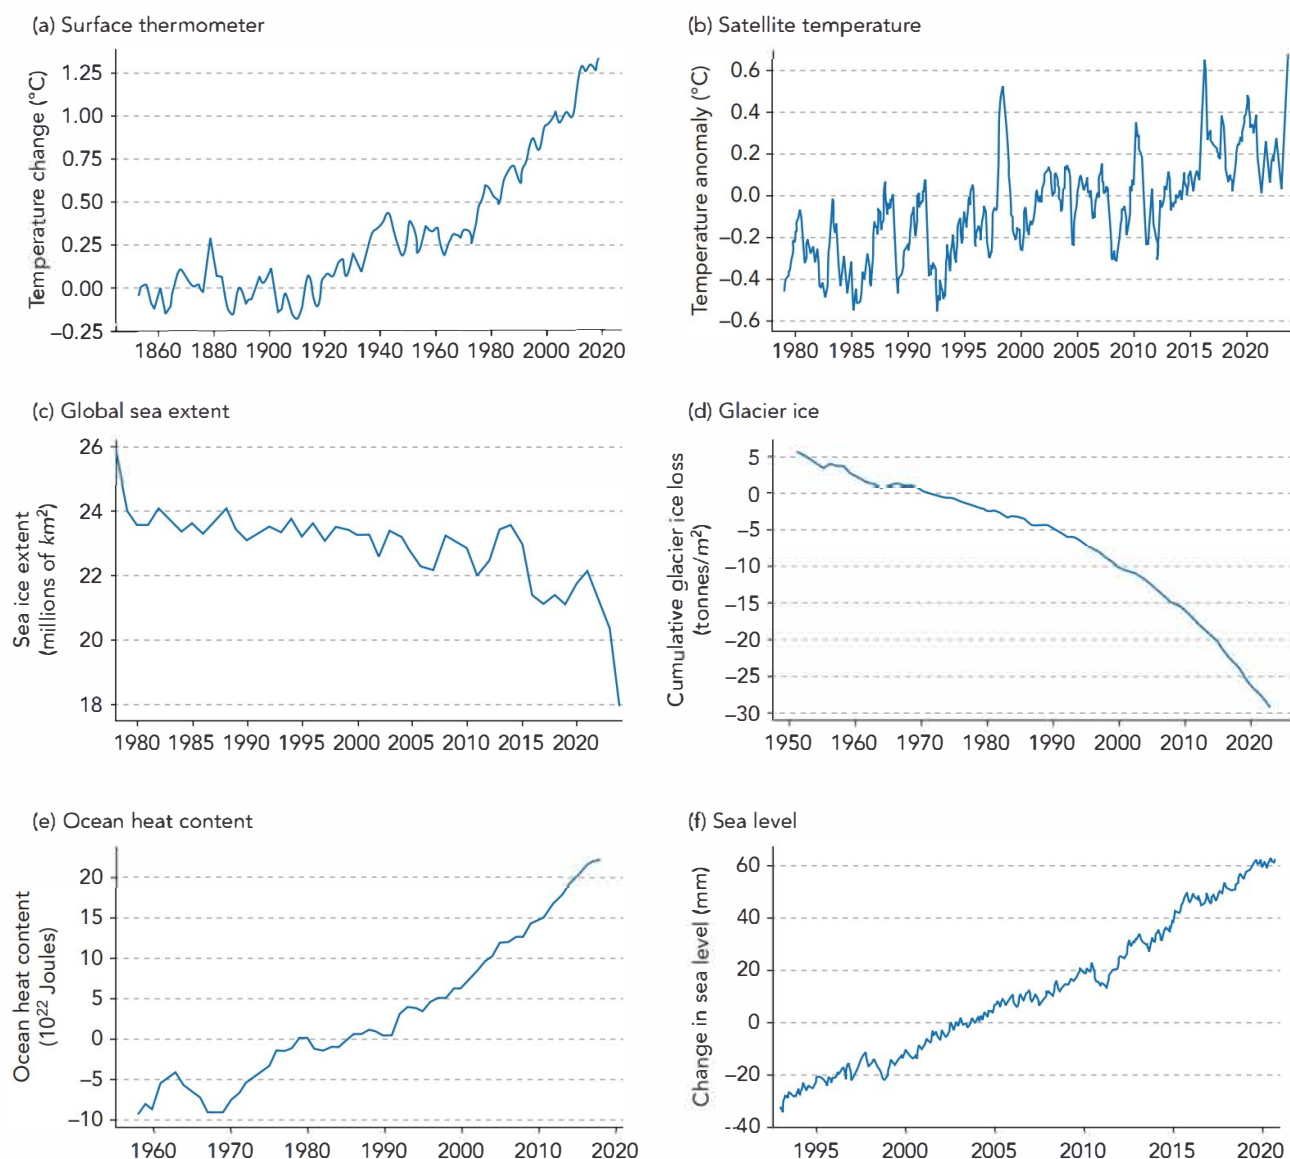 (a) Surface thermometer
Temperature change (°C)
1.25
1.00
0.75
0.50
0.25
0.00
−0.25
1860 1880 1900 1920 1940 1960 1980 2000 2020
(b) Satellite temperature
Temperature anomaly (°C)
0.6
0.4
0.2
0.0
−0.2
−0.4
−0.6
1980 1985 1990 1995 2000 2005 2010 2015 2020
(c) Global sea extent
Sea ice extent
(millions of km²)
26
24
22
20
18
1980 1985 1990 1995 2000 2005 2010 2015 2020
(d) Glacier ice
Cumulative glacier ice loss
(tonnes/m²)
5
0
−5
−10
−15
−20
−25
−30
1950 1960 1970 1980 1990 2000 2010 2020
(e) Ocean heat content
Ocean heat content
(10²² Joules)
20
15
10
5
0
−5
−10
1960 1970 1980 1990 2000 2010 2020
(f) Sea level
Change in sea level (mm)
60
40
20
0
−20
-40
1995 2000 2005 2010 2015 2020